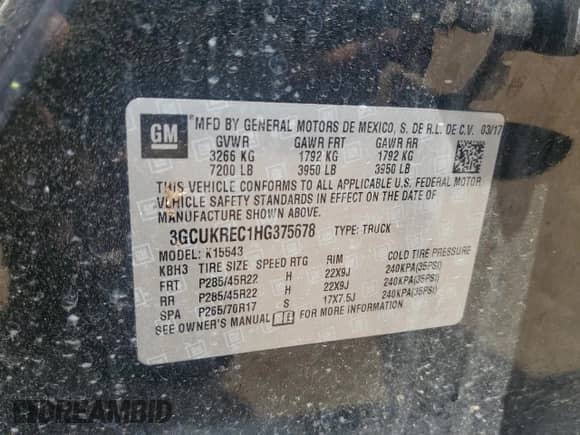 GM
® MFD BY GENERAL MOTORS DE MEXICO, S. DE R.L. DE C.V. 03/17
GVWR GAWR FRT GAWR RR
3266 KG 1792 KG 1792 KG
7200 LB 3950 LB 3950 LB
THIS VEHICLE CONFORMS TO ALL APPLICABLE U.S. FEDERAL MOTOR
VEHICLE SAFETY STANDARDS IN EFFECT ON THE DATE OF
MANUFACTURE SHOWN ABOVE.
3GCUKREC1HG375678 TYPE: TRUCK
MODEL: K15543
KBH3 TIRE SIZE SPEED RTG RIM COLD TIRE PRESSURE
FRT P285/45R22 H 22X9J 240KPA(35PSI)
RR P285/45R22 H 22X9J 240KPA(35PSI)
SPA P265/70R17 S 17X7.5J 240KPA(35PSI)
SEE OWNER'S MANUAL FOR MORE INFORMATION.
DREAMBID